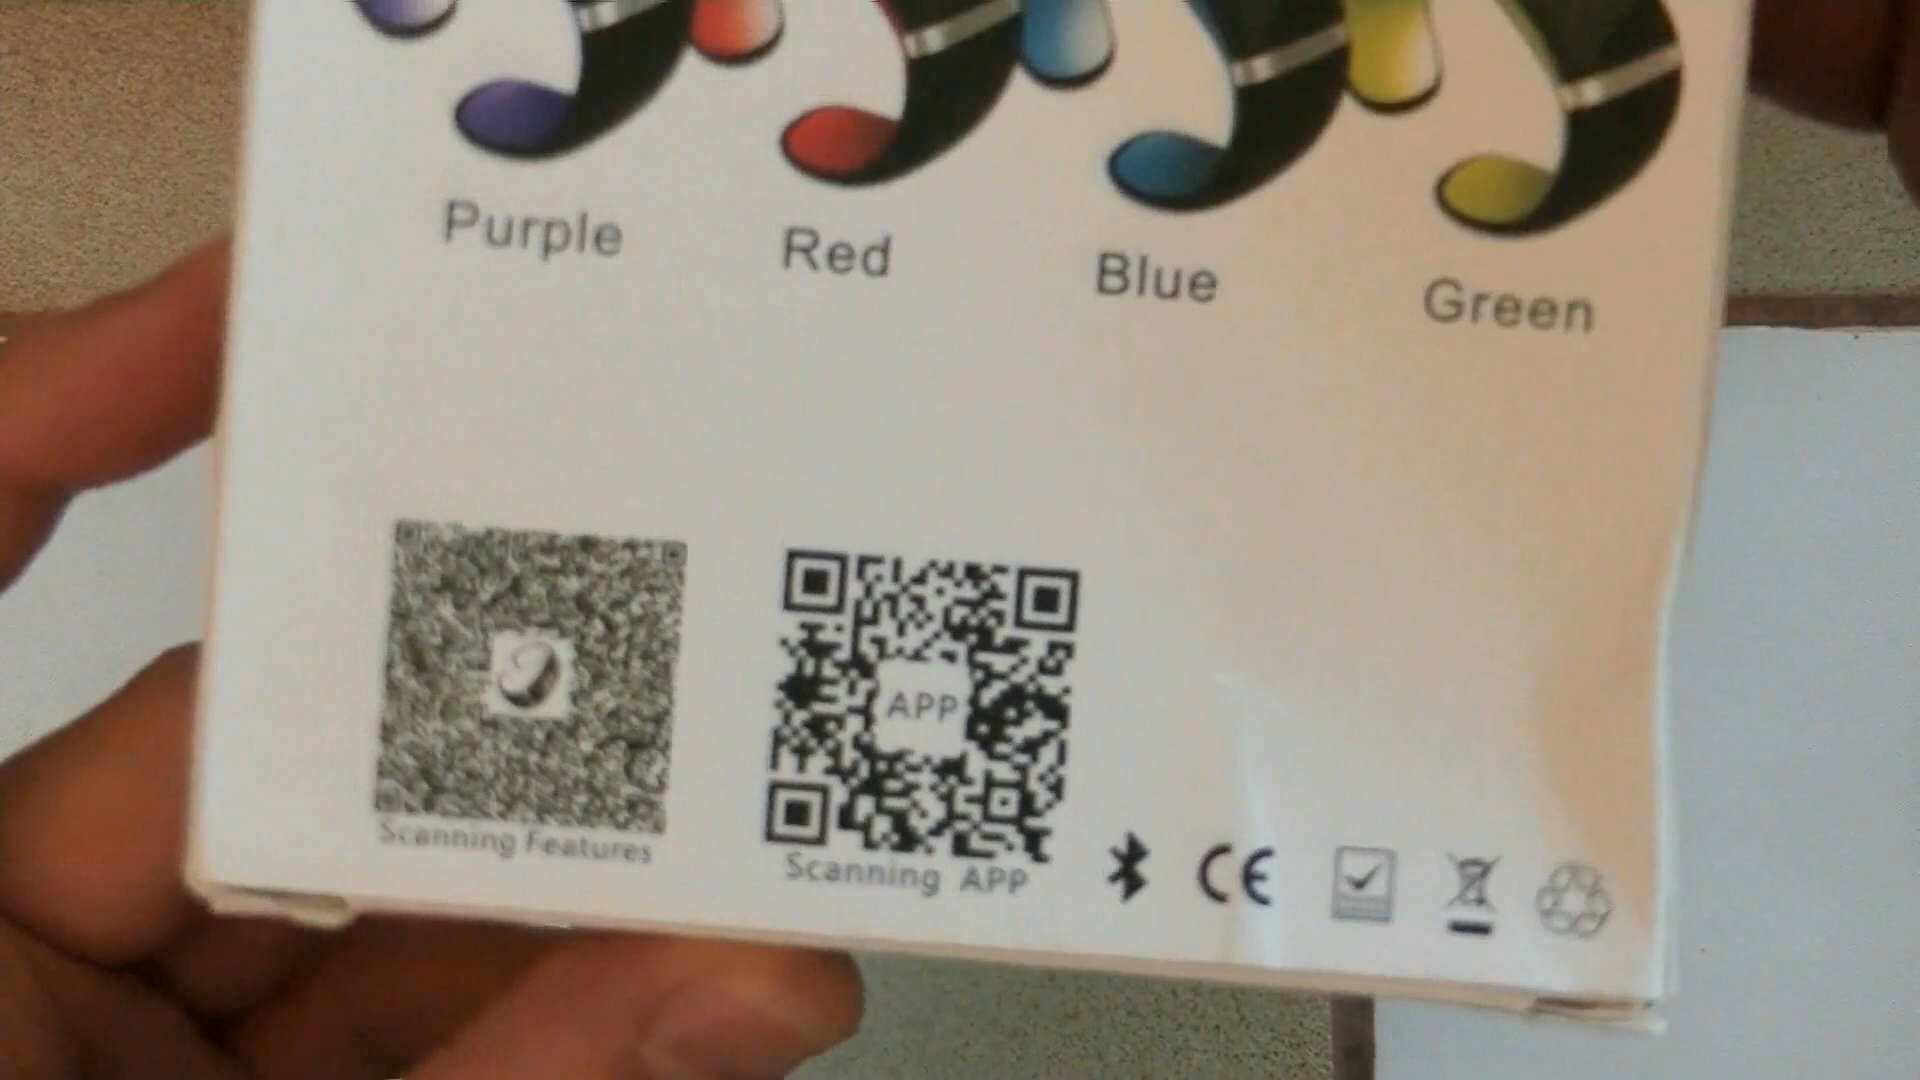 Purple
Red
Blue
Green
APP
Scanning Features
Scanning APP
CE